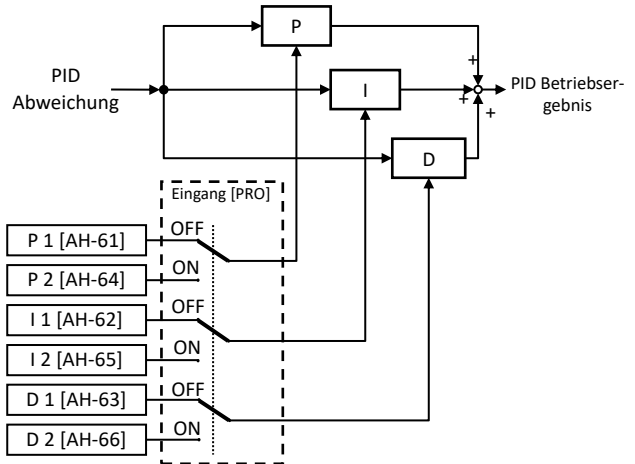 P
+
PID
Abweichung
I
+
PID Betriebser-
gebnis
+
D
Eingang [PRO]
P 1 [AH-61]
OFF
P 2 [AH-64]
ON
I 1 [AH-62]
OFF
I 2 [AH-65]
ON
D 1 [AH-63]
OFF
D 2 [AH-66]
ON